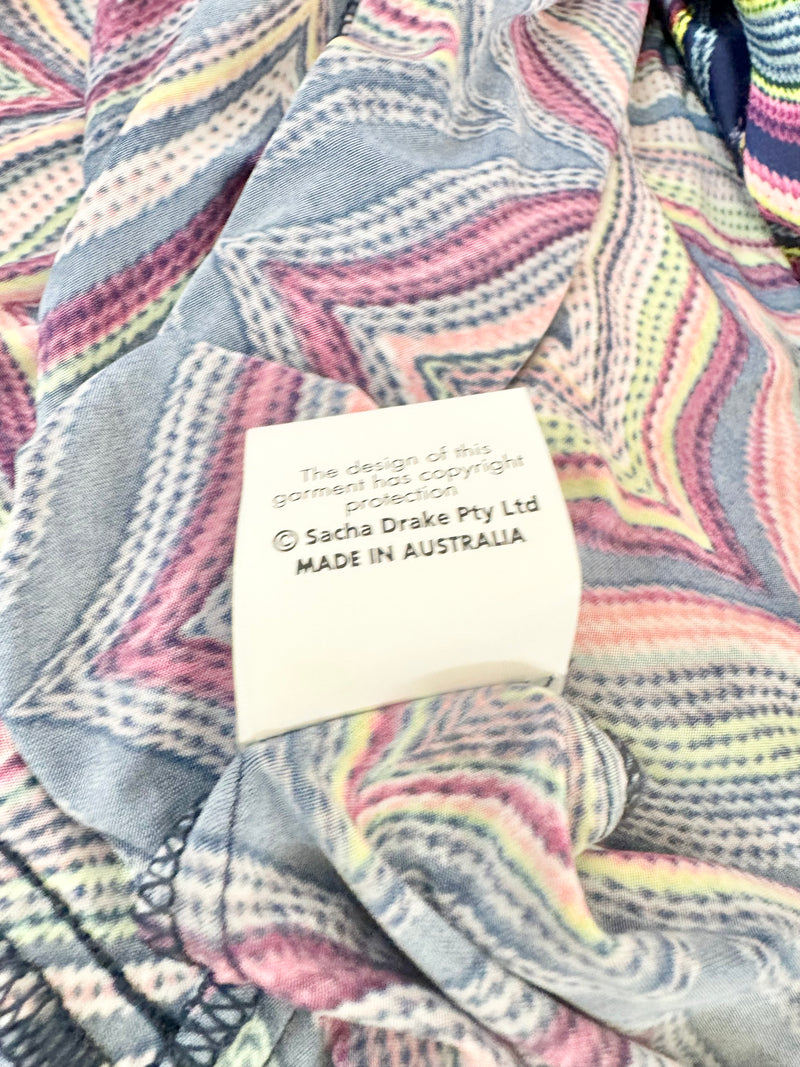 The design of this
garment has copyright
protection
© Sacha Drake Pty Ltd
MADE IN AUSTRALIA